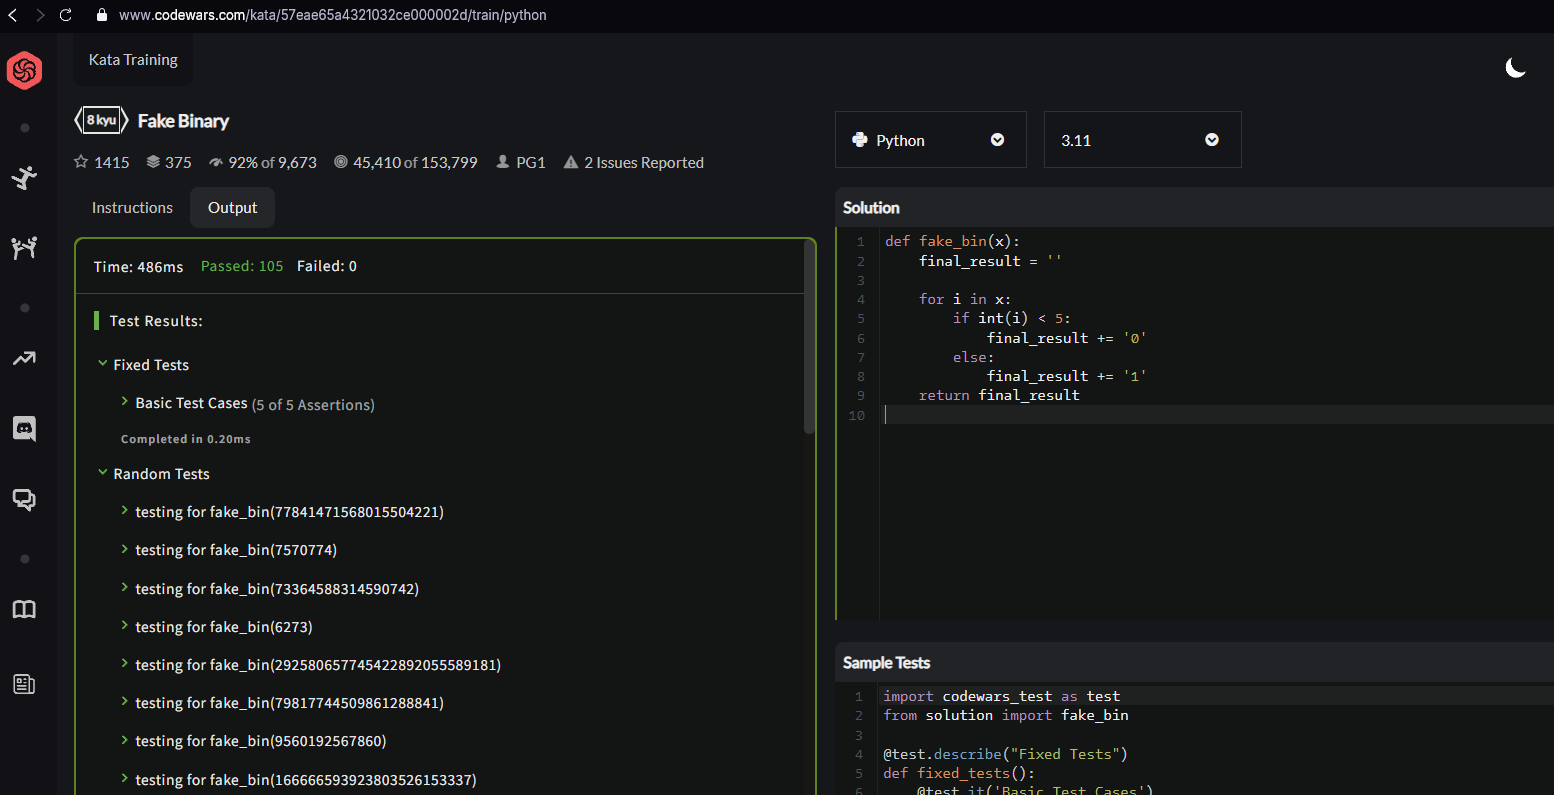 www.codewars.com/kata/57eae65a4321032ce000002d/train/python
Kata Training
8 kyu Fake Binary
1415 375 92% of 9,673 45,410 of 153,799 PG1 2 Issues Reported
Instructions Output
Time: 486ms Passed: 105 Failed: 0
Test Results:
Fixed Tests
Basic Test Cases (5 of 5 Assertions)
Completed in 0.20ms
Random Tests
testing for fake_bin(77841471568015504221)
testing for fake_bin(7570774)
testing for fake_bin(73364588314590742)
testing for fake_bin(6273)
testing for fake_bin(292580657745422892055589181)
testing for fake_bin(79817744509861288841)
testing for fake_bin(9560192567860)
testing for fake_bin(166666593923803526153337)
Python 3.11
Solution
1 def fake_bin(x):
2     final_result = ''
3
4     for i in x:
5         if int(i) < 5:
6             final_result += '0'
7         else:
8             final_result += '1'
9     return final_result
10
Sample Tests
1 import codewars_test as test
2 from solution import fake_bin
3
4 @test.describe("Fixed Tests")
5 def fixed_tests():
6     @test.it('Basic Test Cases')